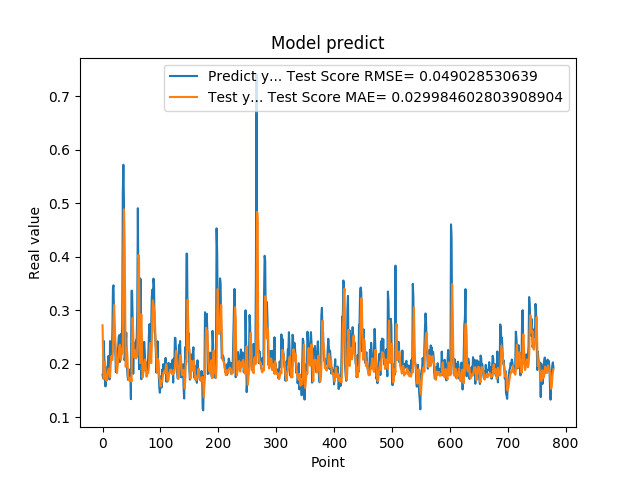 Model predict
Predict y... Test Score RMSE= 0.049028530639
Test y... Test Score MAE= 0.029984602803908904
0.7
0.6
0.5
0.4
0.3
0.2
0.1
Real value
0 100 200 300 400 500 600 700 800
Point